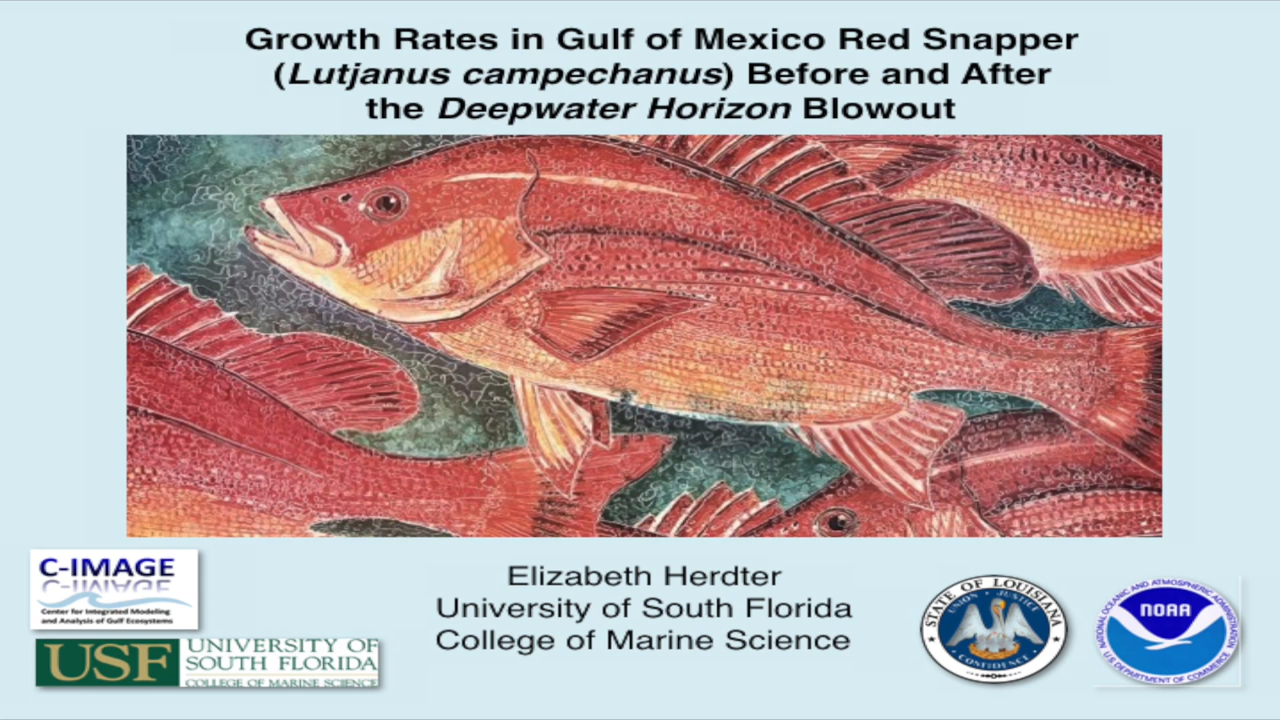 Growth Rates in Gulf of Mexico Red Snapper
(Lutjanus campechanus) Before and After
the Deepwater Horizon Blowout
C-IMAGE
Center for Integrated Modeling
and Analysis of Gulf Ecosystems
USF
UNIVERSITY OF
SOUTH FLORIDA
COLLEGE OF MARINE SCIENCE
Elizabeth Herdter
University of South Florida
College of Marine Science
STATE OF LOUISIANA
UNION JUSTICE
CONFIDENCE
NATIONAL OCEANIC AND ATMOSPHERIC ADMINISTRATION
NOAA
U.S. DEPARTMENT OF COMMERCE